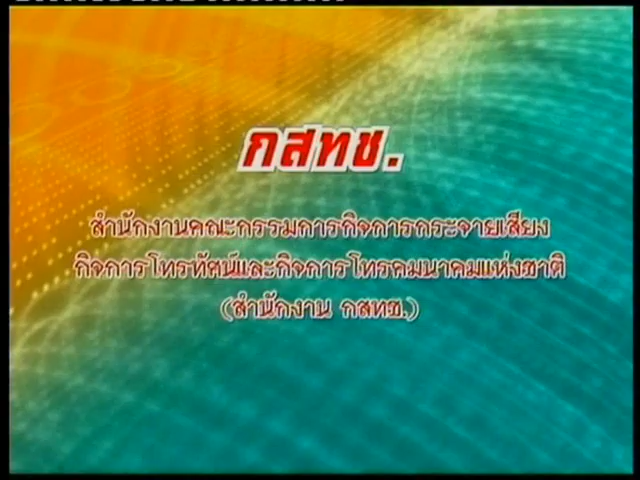 กสทช.
สำนักงานคณะกรรมการกิจการกระจายเสียง
กิจการโทรทัศน์และกิจการโทรคมนาคมแห่งชาติ
(สำนักงาน กสทช.)